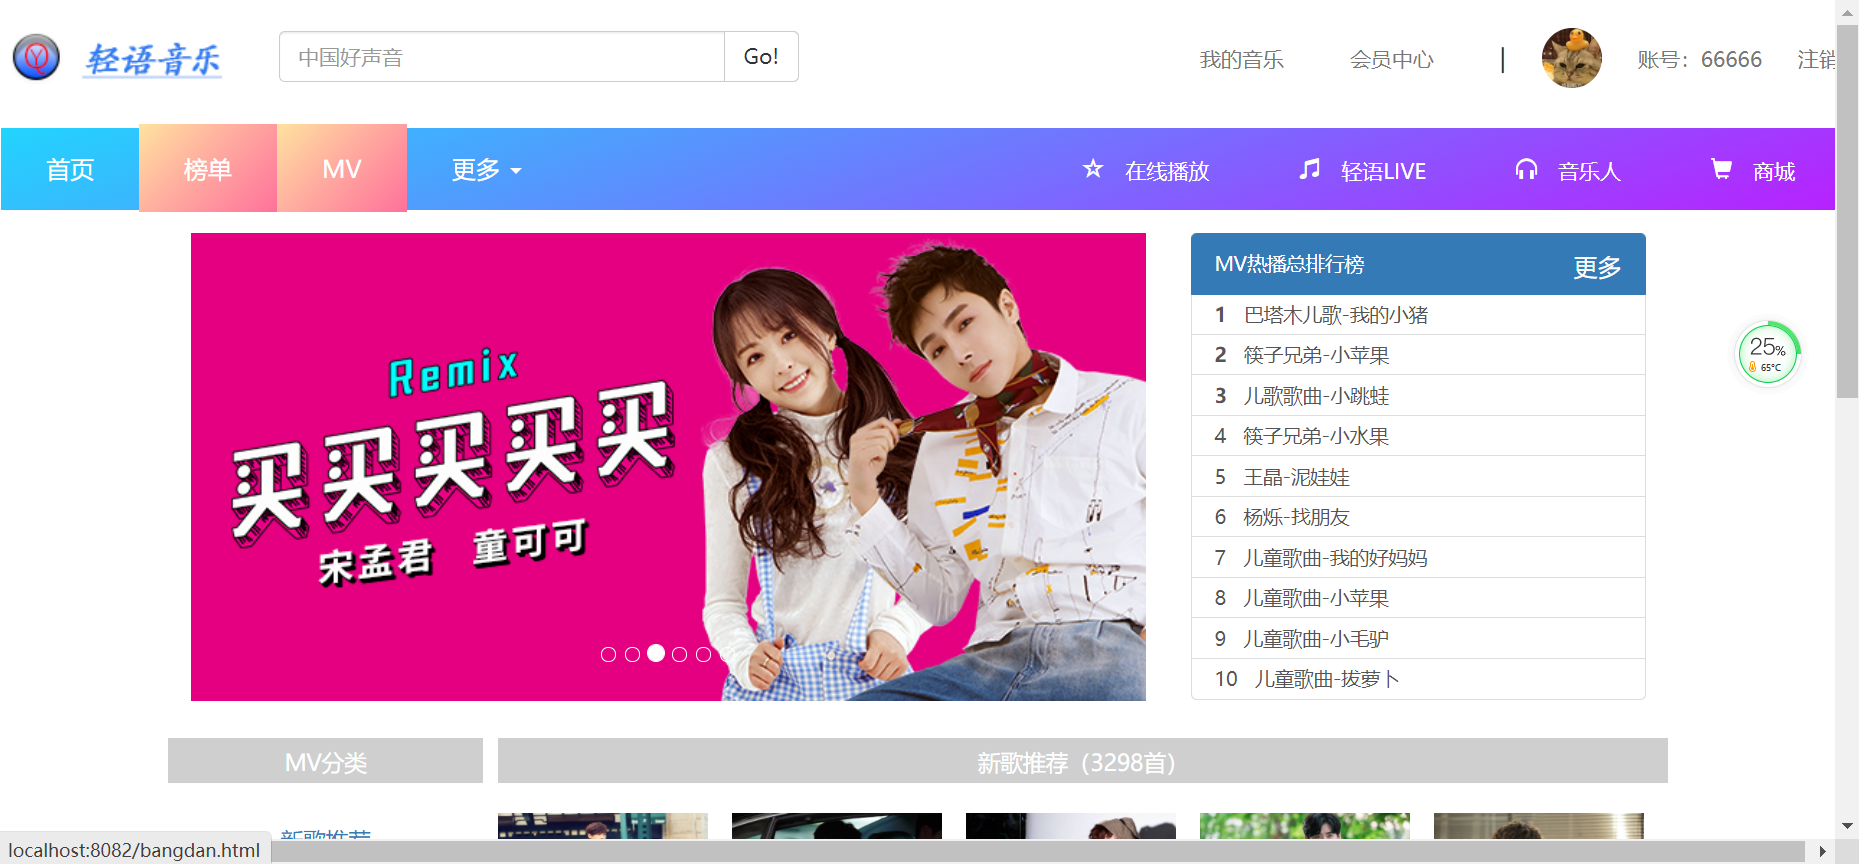 轻语音乐
中国好声音 Go!
我的音乐 会员中心 | 账号：66666 注销
首页 榜单 MV 更多 在线播放 轻语LIVE 音乐人 商城
Remix
买买买买买
宋孟君 童可可
MV热播总排行榜 更多
1 巴塔木儿歌-我的小猪
2 筷子兄弟-小苹果
3 儿歌歌曲-小跳蛙
4 筷子兄弟-小水果
5 王晶-泥娃娃
6 杨烁-找朋友
7 儿童歌曲-我的好妈妈
8 儿童歌曲-小苹果
9 儿童歌曲-小毛驴
10 儿童歌曲-拔萝卜
25%
65°C
MV分类 新歌推荐（3298首）
新歌推荐
localhost:8082/bangdan.html